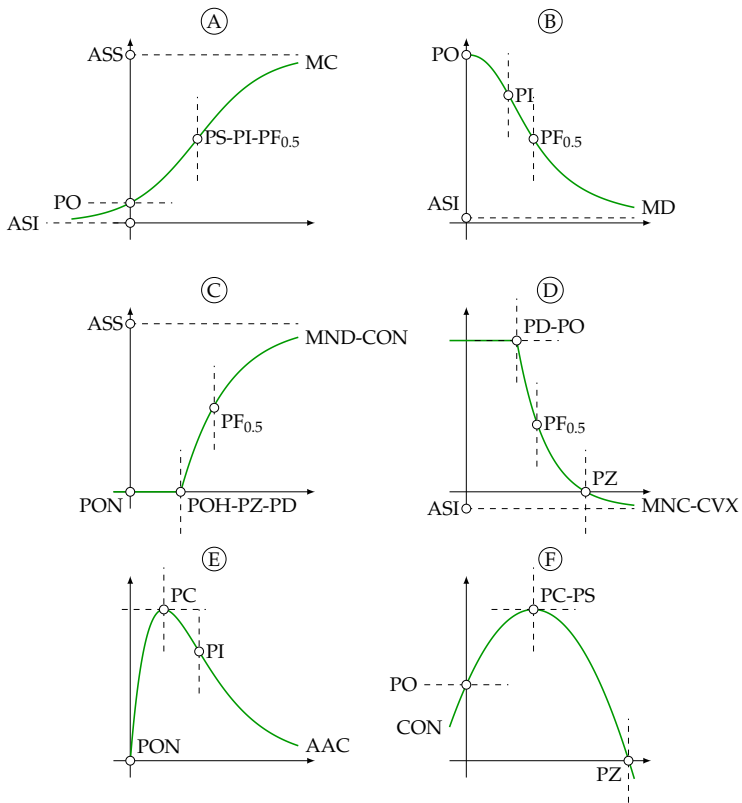 A
ASS
MC
PS-PI-PF0.5
PO
ASI
B
PO
PI
PF0.5
ASI
MD
C
ASS
MND-CON
PF0.5
PON
POH-PZ-PD
D
PD-PO
PF0.5
PZ
ASI
MNC-CVX
E
PC
PI
PON
AAC
F
PC-PS
PO
CON
PZ